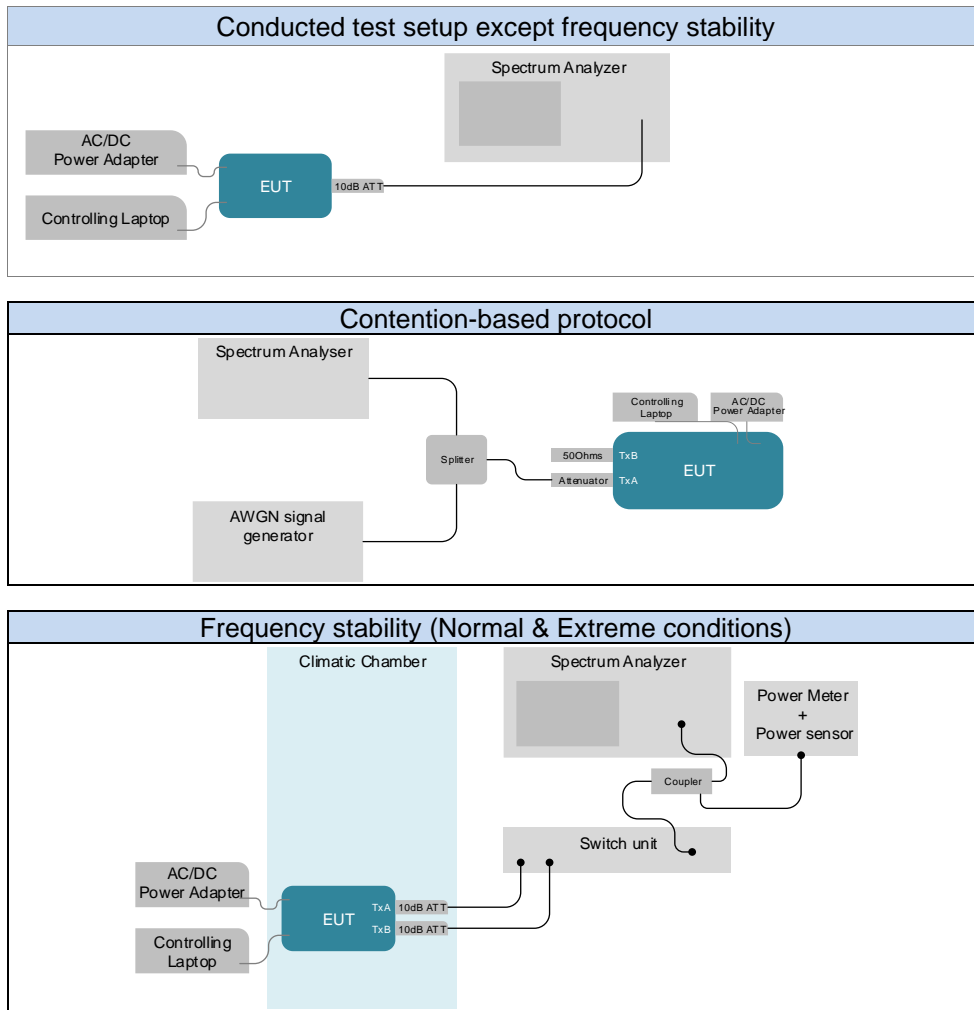 Conducted test setup except frequency stability
Spectrum Analyzer
AC/DC
Power Adapter
EUT
10dB ATT
Controlling Laptop
Contention-based protocol
Spectrum Analyser
Controlling
Laptop
AC/DC
Power Adapter
50Ohms
TxB
Splitter
EUT
Attenuator
TxA
AWGN signal
generator
Frequency stability (Normal & Extreme conditions)
Climatic Chamber
Spectrum Analyzer
Power Meter
+
Power sensor
Coupler
Switch unit
AC/DC
Power Adapter
TxA
10dB ATT
EUT
TxB
10dB ATT
Controlling
Laptop